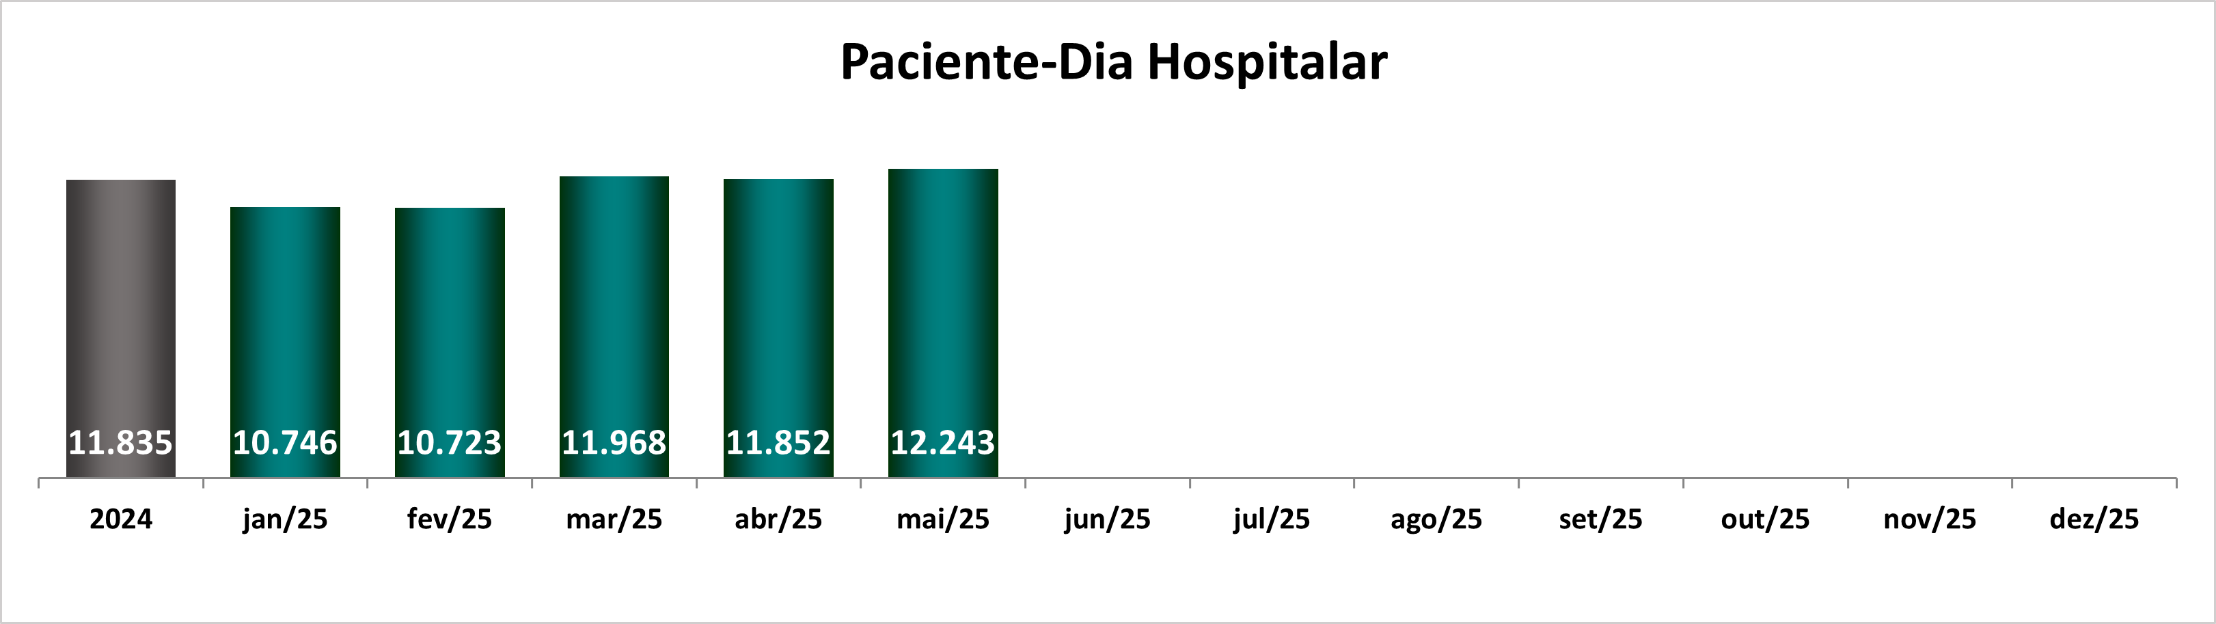 Paciente-Dia Hospitalar
11.835 10.746 10.723 11.968 11.852 12.243
2024 jan/25 fev/25 mar/25 abr/25 mai/25 jun/25 jul/25 ago/25 set/25 out/25 nov/25 dez/25